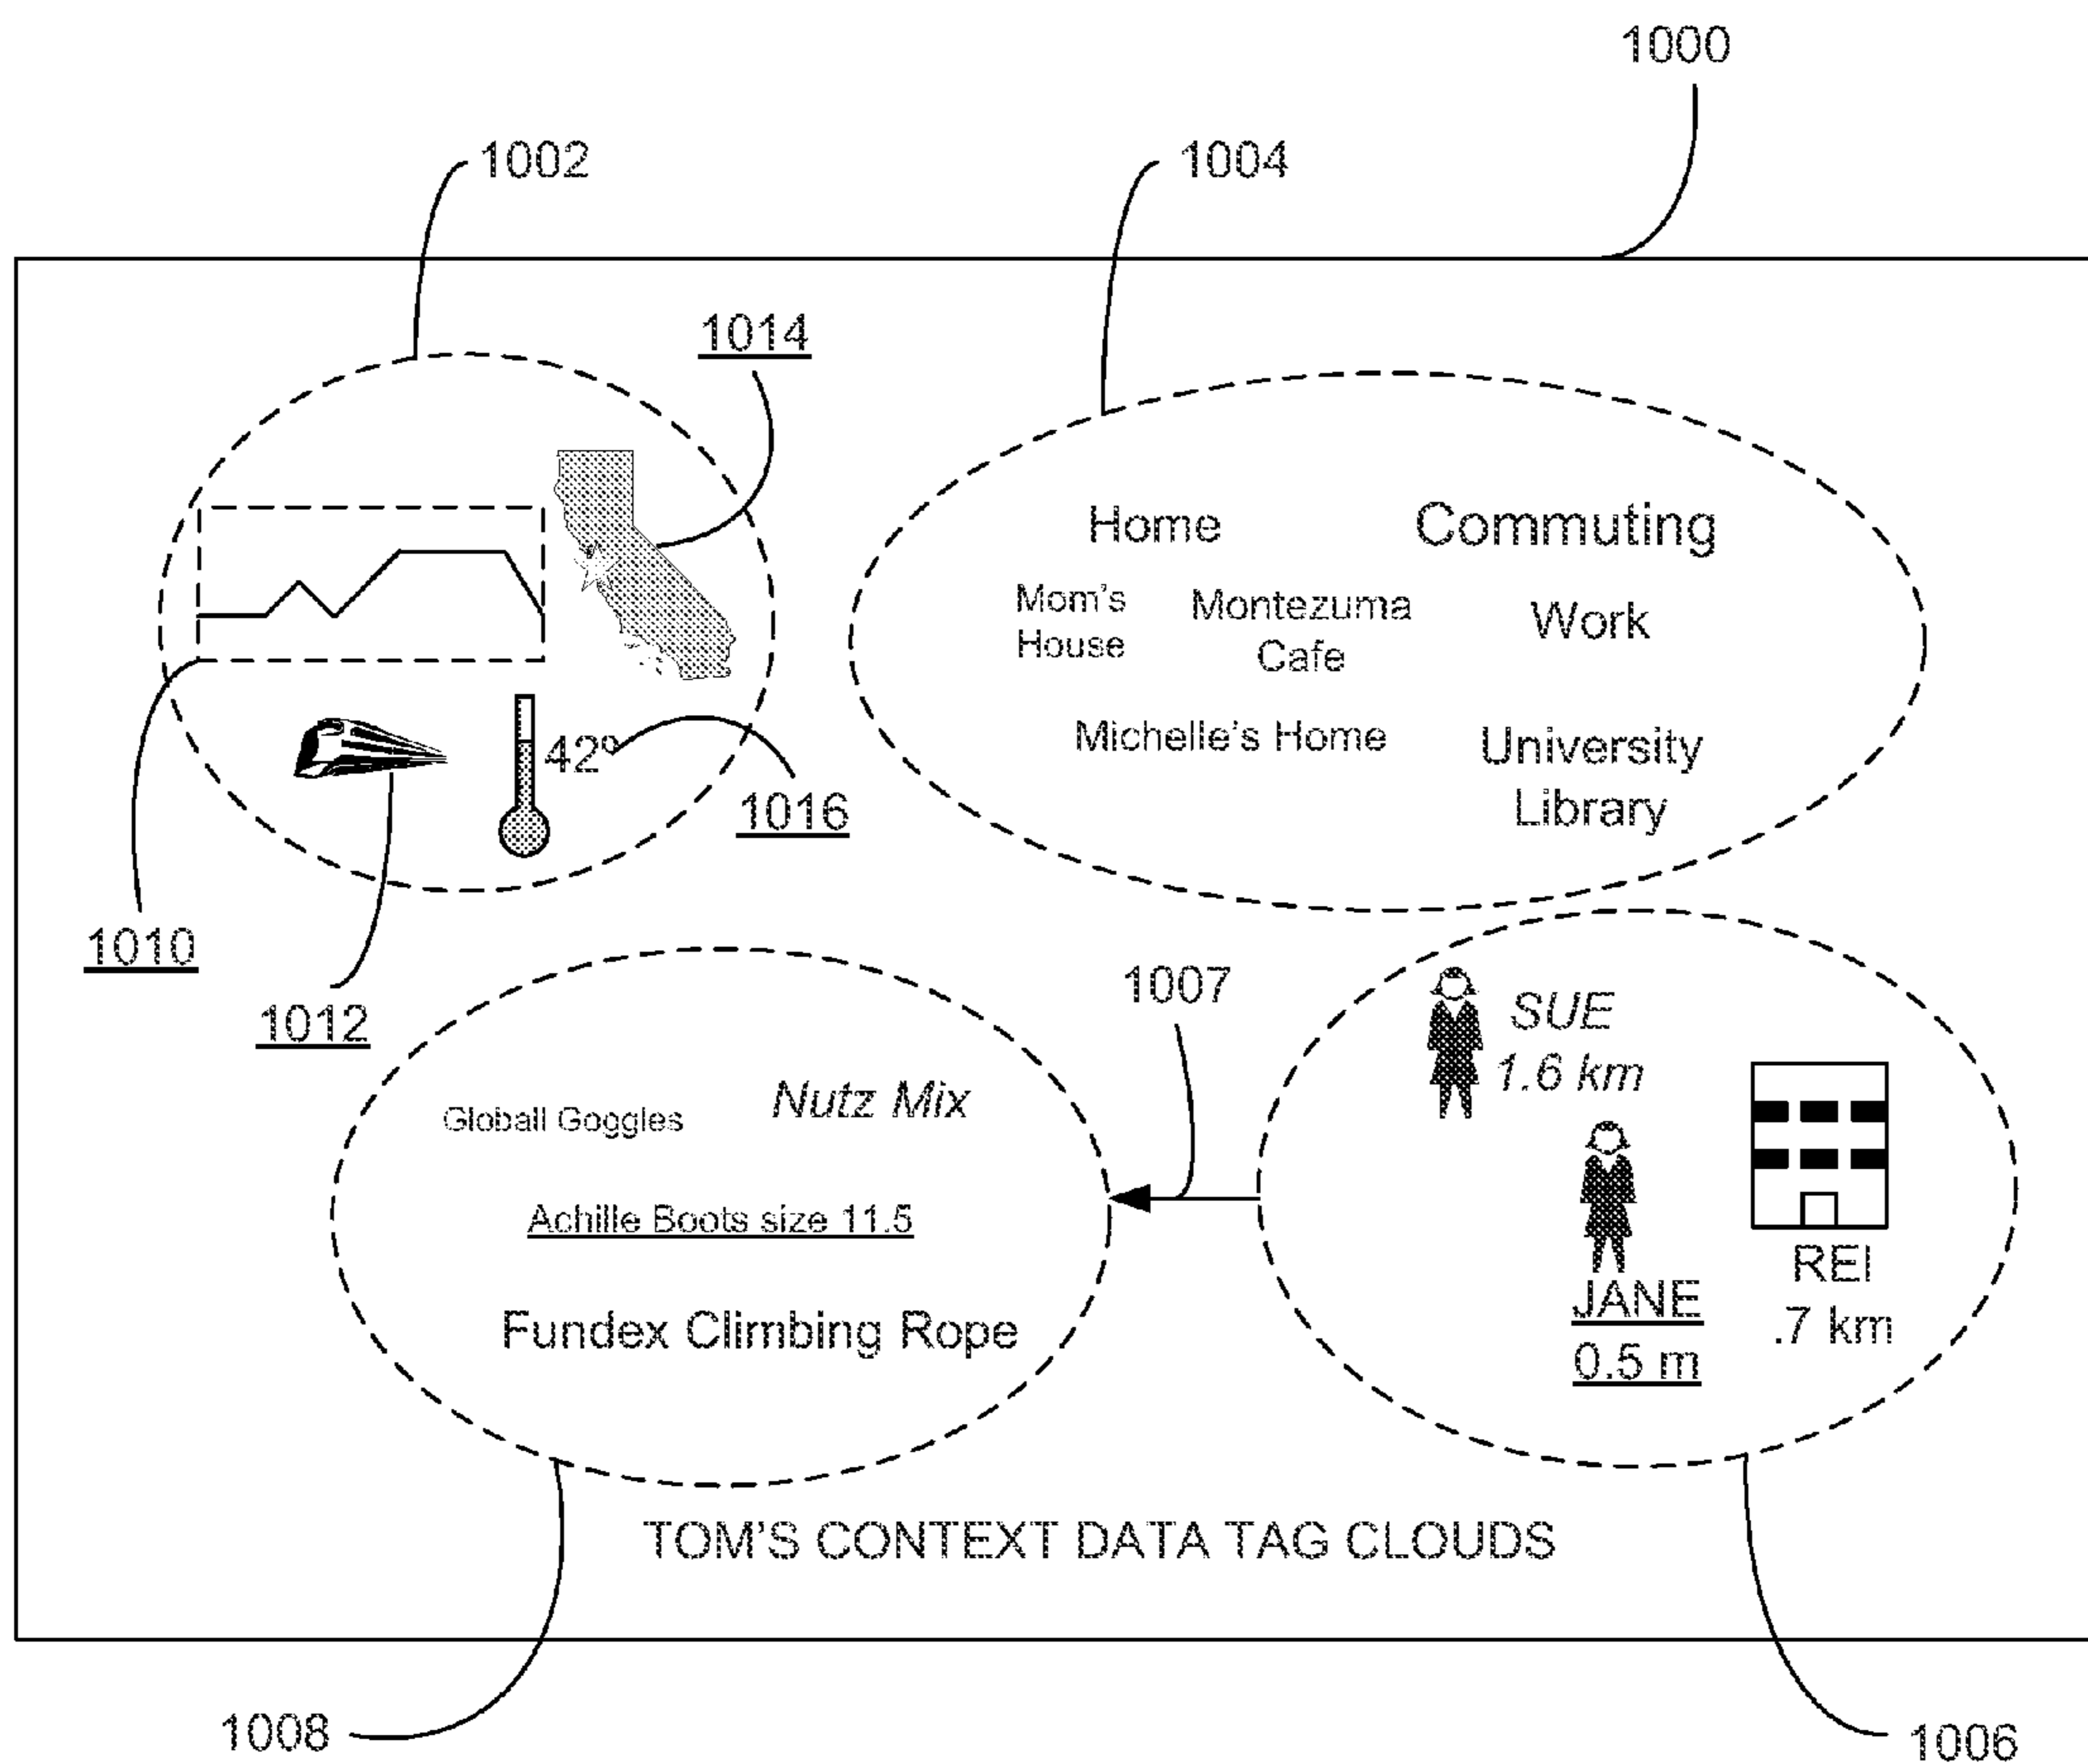 1000
1002
1004
1014
Home
Commuting
Mom's
House
Montezuma
Cafe
Work
42º
Michelle's Home
University
Library
1016
1010
1012
1007
SUE
1.6 km
Globall Goggles
Nutz Mix
Achille Boots size 11.5
REI
.7 km
JANE
0.5 m
Fundex Climbing Rope
TOM'S CONTEXT DATA TAG CLOUDS
1008
1006